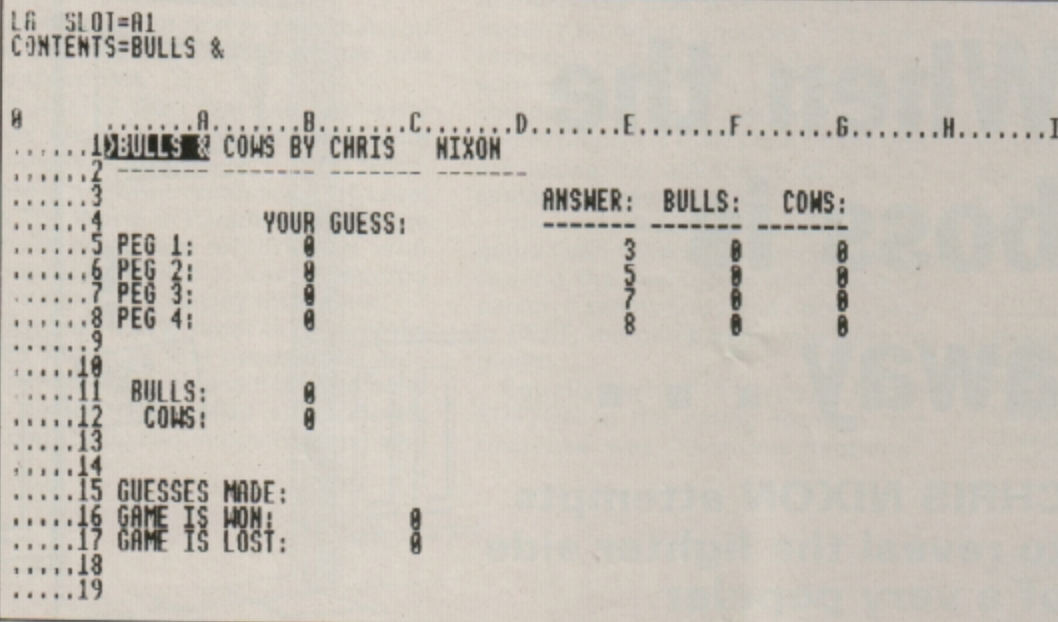 LA SLOT=A1
CONTENTS=BULLS &
0 .......A.......B.......C.......D.......E.......F.......G.......H.......I
......1>BULLS & COWS BY CHRIS NIXON
......2 ------- ------- ------- -------
......3 ANSWER: BULLS: COWS:
......4 YOUR GUESS: ------- ------- -------
......5 PEG 1: 0 3 0 0
......6 PEG 2: 0 5 0 0
......7 PEG 3: 0 7 0 0
......8 PEG 4: 0 8 0 0
......9
.....10
.....11 BULLS: 0
.....12 COWS: 0
.....13
.....14
.....15 GUESSES MADE:
.....16 GAME IS WON: 0
.....17 GAME IS LOST: 0
.....18
.....19